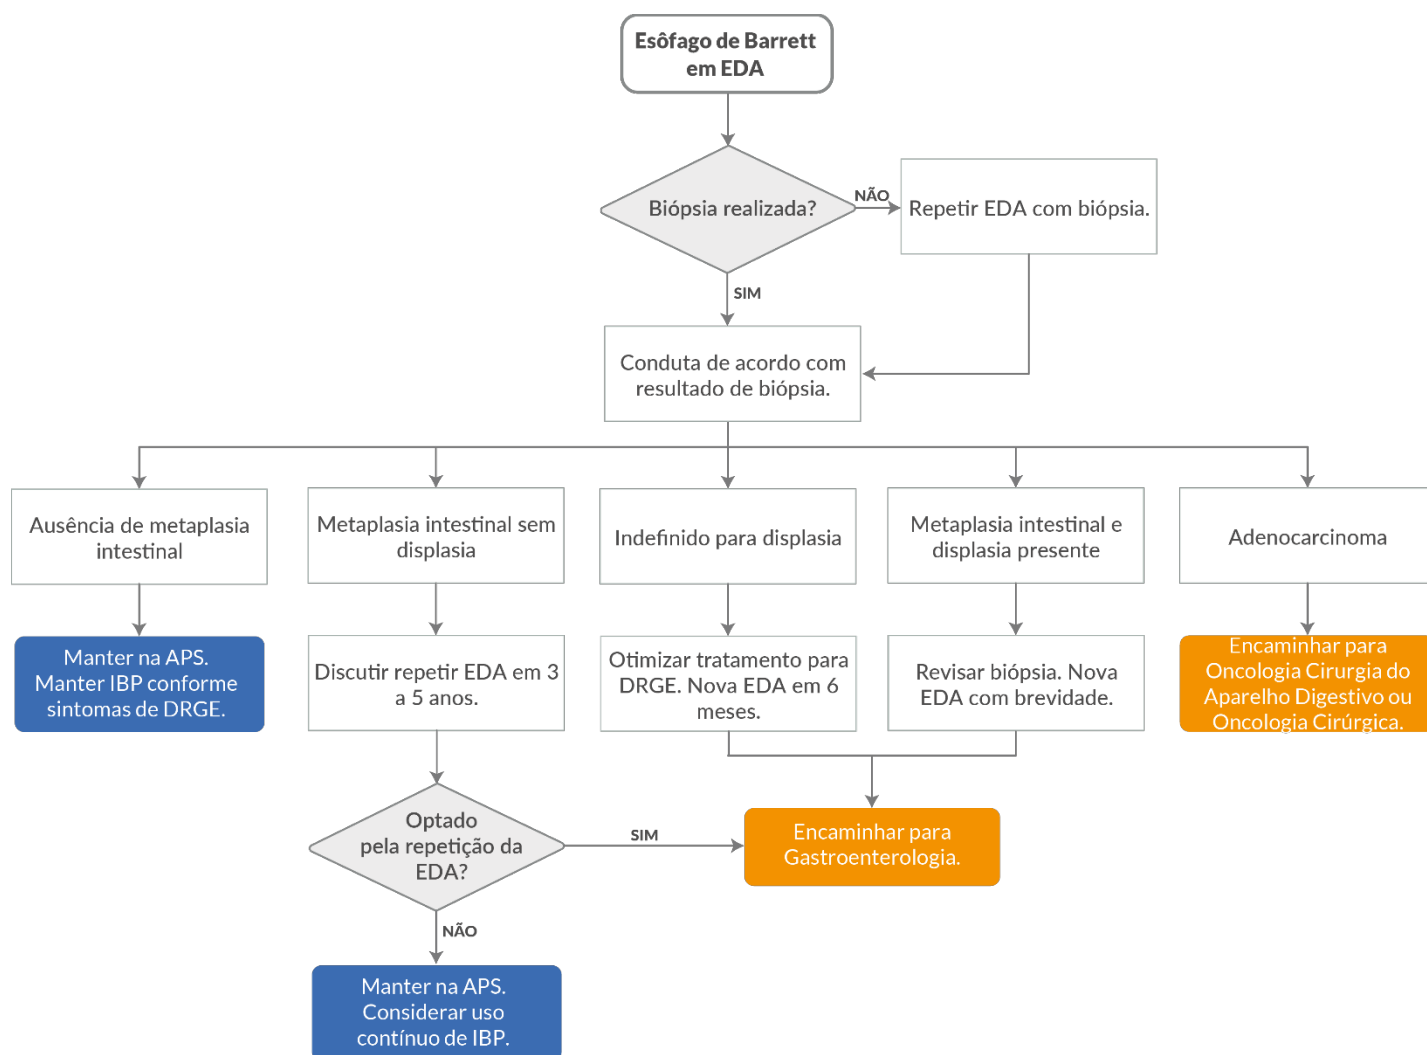 Esôfago de Barrett
em EDA
Biópsia realizada?
NÃO
Repetir EDA com biópsia.
SIM
Conduta de acordo com
resultado de biópsia.
Ausência de metaplasia
intestinal
Metaplasia intestinal sem
displasia
Indefinido para displasia
Metaplasia intestinal e
displasia presente
Adenocarcinoma
Manter na APS.
Manter IBP conforme
sintomas de DRGE.
Discutir repetir EDA em 3
a 5 anos.
Otimizar tratamento para
DRGE. Nova EDA em 6
meses.
Revisar biópsia. Nova
EDA com brevidade.
Encaminhar para
Oncologia Cirurgia do
Aparelho Digestivo ou
Oncologia Cirúrgica.
Optado
pela repetição da
EDA?
SIM
Encaminhar para
Gastroenterologia.
NÃO
Manter na APS.
Considerar uso
contínuo de IBP.